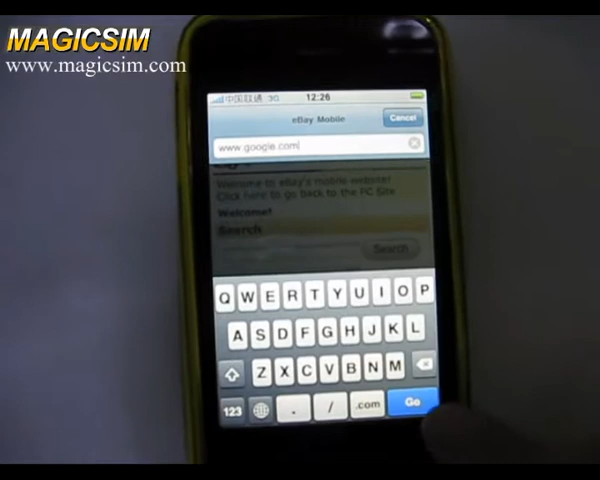 MAGICSIM
www.magicsim.com
中国联通 3G 12:26
eBay Mobile Cancel
www.google.com
Welcome to eBay's mobile website!
Click here to go back to the PC Site
Welcome!
Search
Search
Q W E R T Y U I O P
A S D F G H J K L
Z X C V B N M
123 . / .com Go